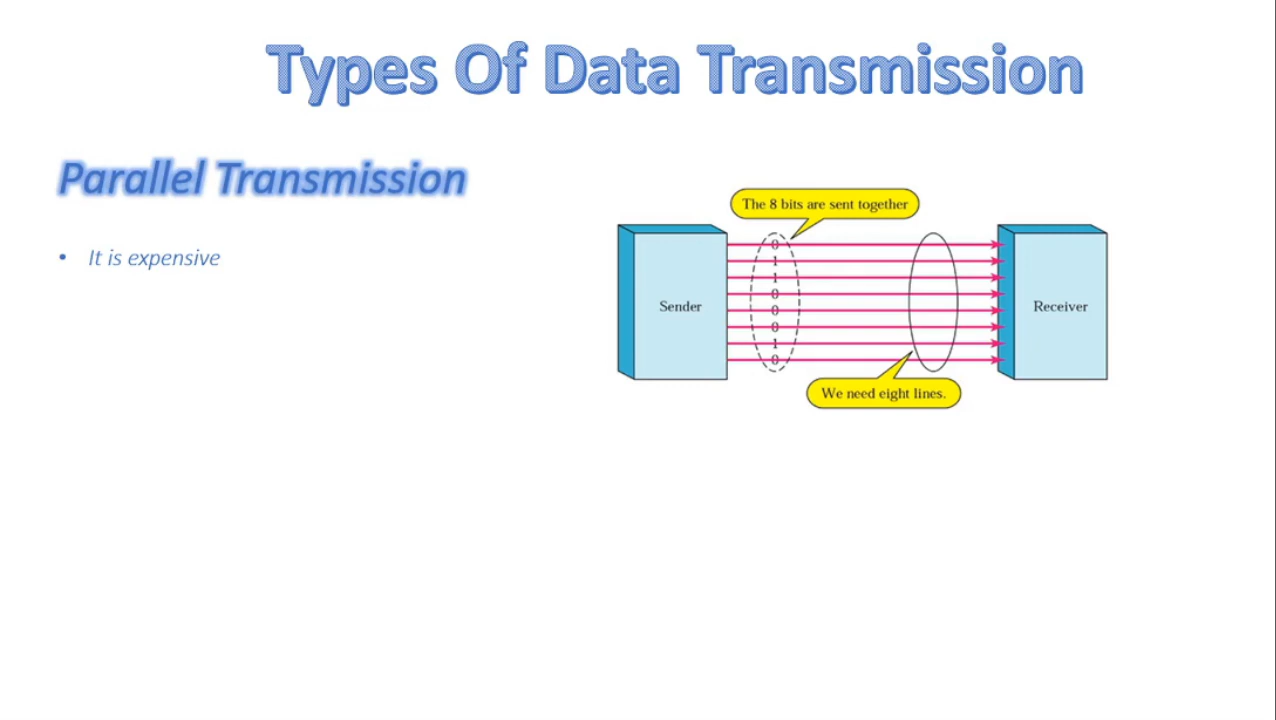 Types Of Data Transmission
Parallel Transmission
• It is expensive
The 8 bits are sent together
0
1
1
0
0
0
1
0
Sender
Receiver
We need eight lines.